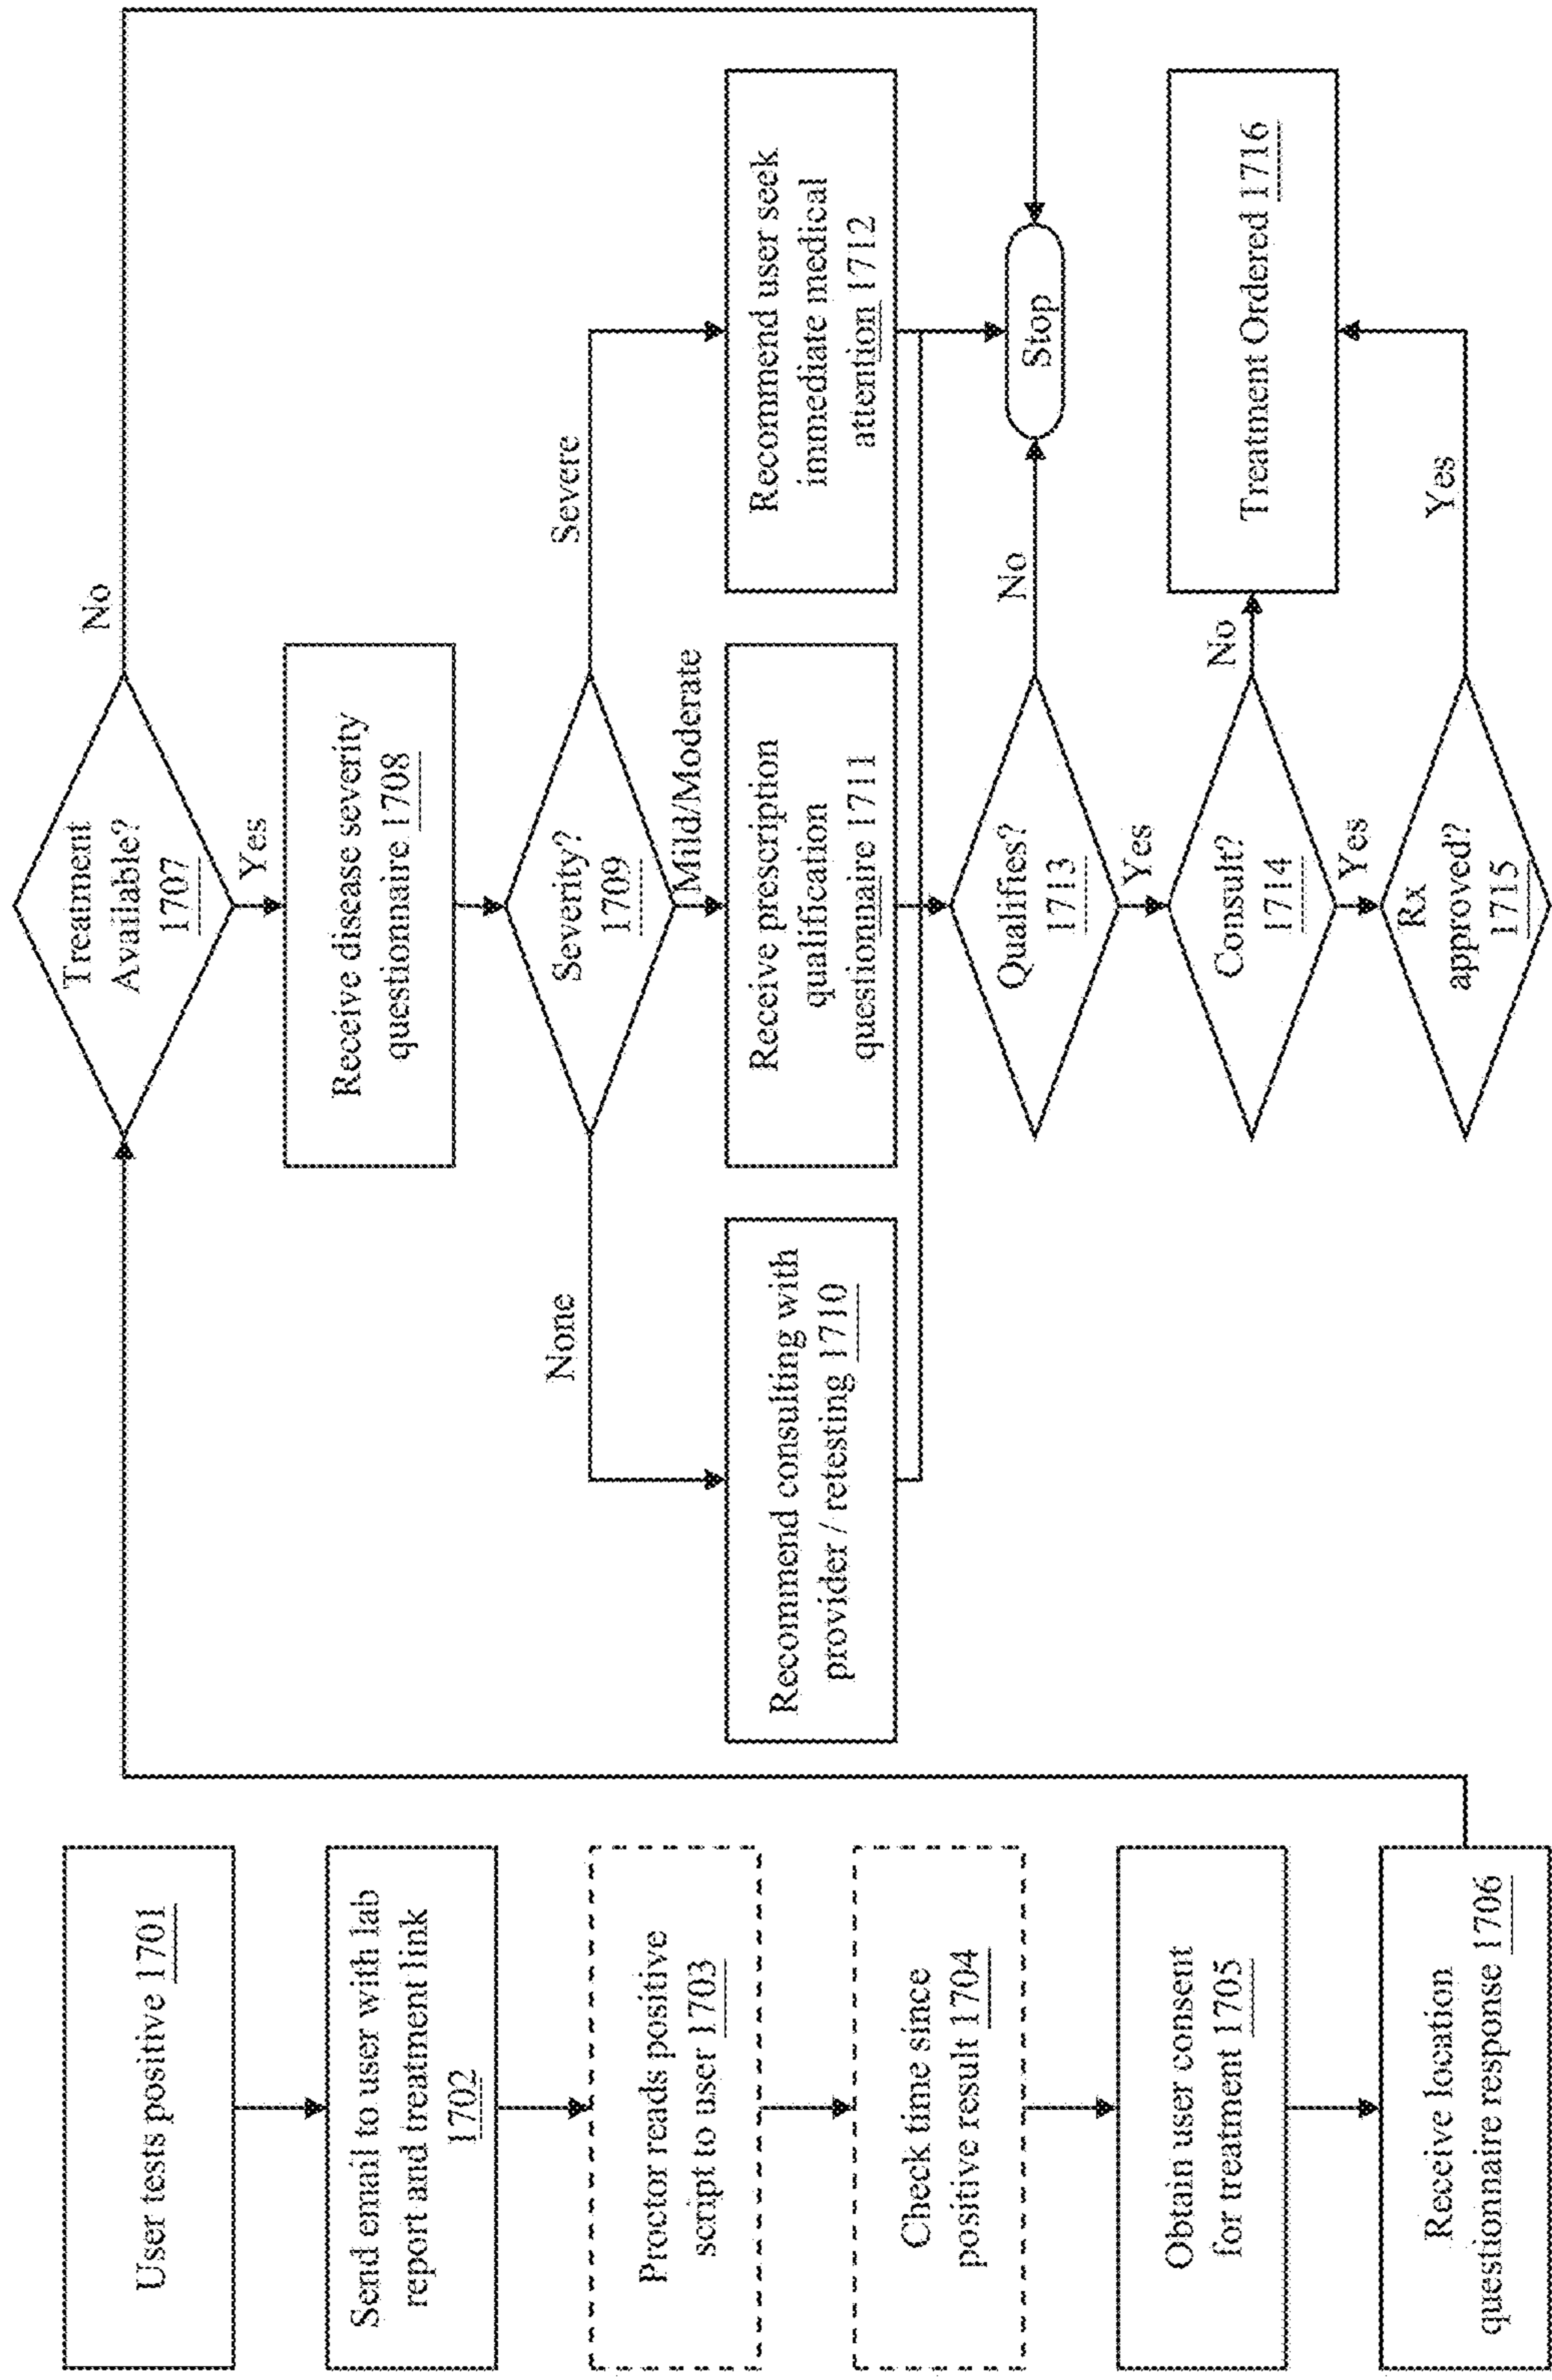 User tests positive 1701
Send email to user with lab
report and treatment link
1702
Proctor reads positive
script to user 1703
Check time since
positive result 1704
Obtain user consent
for treatment 1705
Receive location
questionnaire response 1706
Treatment
Available?
1707
No
Yes
Receive disease severity
questionnaire 1708
Severity?
1709
None
Mild/Moderate
Severe
Recommend consulting with
provider / retesting 1710
Receive prescription
qualification
questionnaire 1711
Recommend user seek
immediate medical
attention 1712
Qualifies?
1713
No
Stop
Yes
Consult?
1714
No
Treatment Ordered 1716
Yes
Rx
approved?
1715
Yes